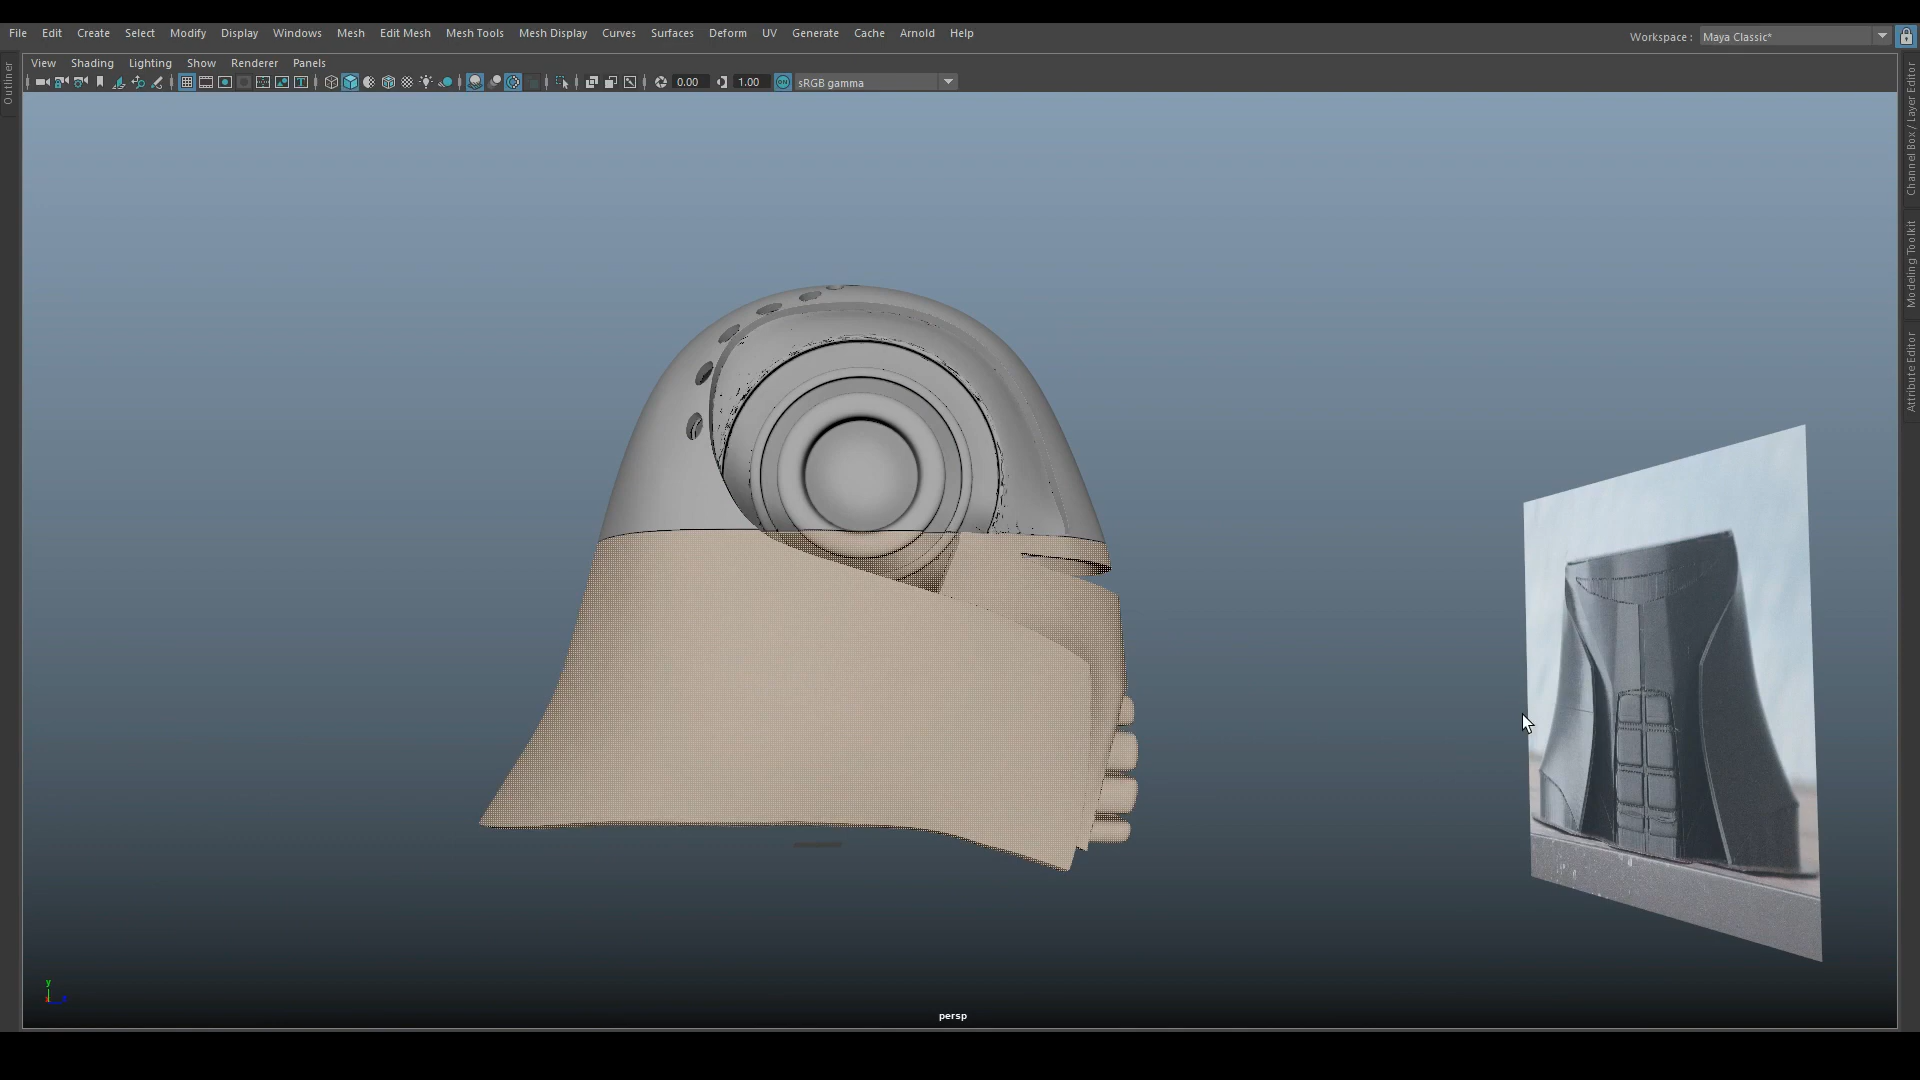 File Edit Create Select Modify Display Windows Mesh Edit Mesh Mesh Tools Mesh Display Curves Surfaces Deform UV Generate Cache Arnold Help
Workspace : Maya Classic*
View Shading Lighting Show Renderer Panels
0.00 1.00 ON sRGB gamma
Outliner
Channel Box / Layer Editor
Modeling Toolkit
Attribute Editor
y
persp